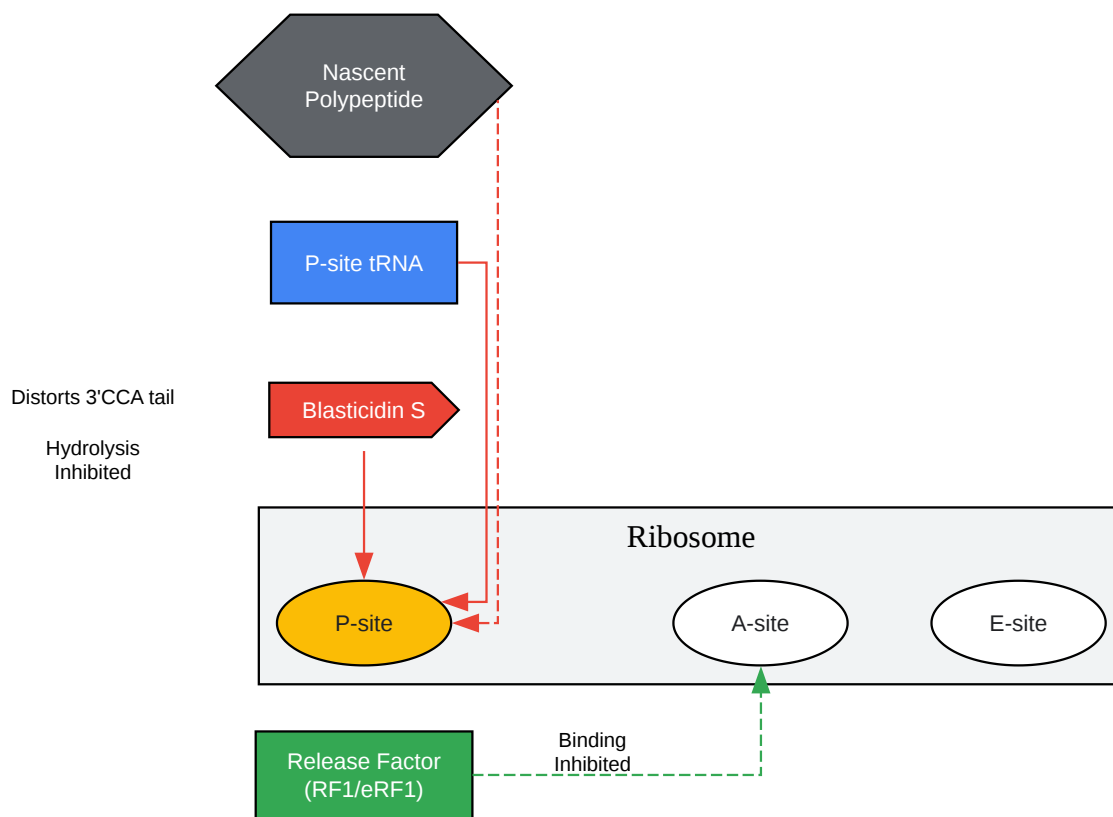 Nascent
Polypeptide
P-site tRNA
Distorts 3'CCA tail
Blasticidin S
Hydrolysis
Inhibited
Ribosome
P-site
A-site
E-site
Release Factor
(RF1/eRF1)
Binding
Inhibited